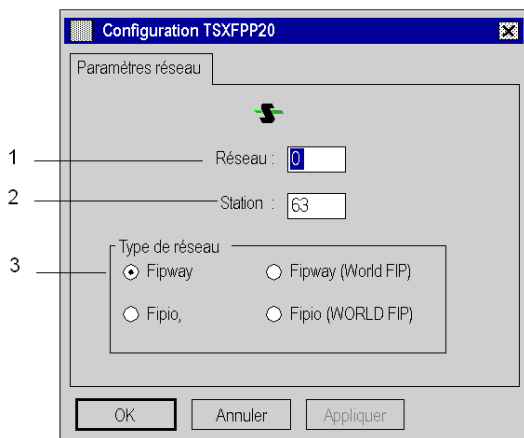 Configuration TSXFPP20
Paramètres réseau
1 Réseau : 0
2 Station : 63
3 Type de réseau
Fipway Fipway (World FIP)
Fipio, Fipio (WORLD FIP)
OK Annuler Appliquer